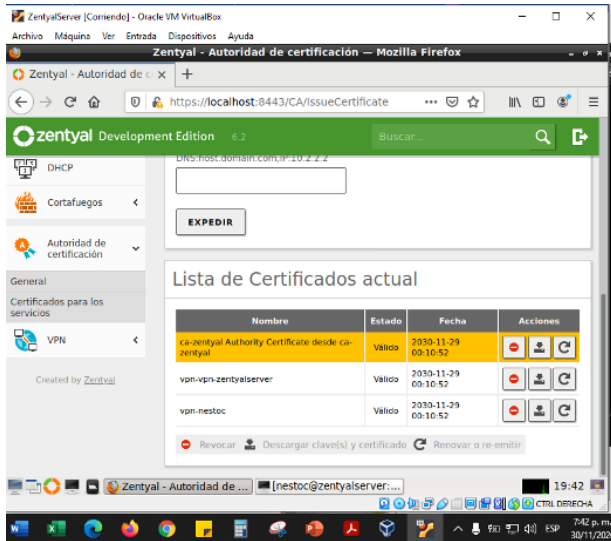 ZentyalServer [Corriendo] - Oracle VM VirtualBox
Archivo Máquina Ver Entrada Dispositivos Ayuda
Zentyal - Autoridad de certificación — Mozilla Firefox
Zentyal - Autoridad de c
https://localhost:8443/CA/IssueCertificate
zentyal Development Edition 6.2
Buscar...
DHCP
DNS:host.domain.com,IP:10.2.2.2
Cortafuegos
EXPEDIR
Autoridad de
certificación
General
Certificados para los
servicios
VPN
Created by Zentyal
Lista de Certificados actual
Nombre Estado Fecha Acciones
ca-zentyal Authority Certificate desde ca-
zentyal
Válido
2030-11-29
00:10:52
vpn-vpn-zentyalserver
Válido
2030-11-29
00:10:52
vpn-nestoc
Válido
2030-11-29
00:10:52
Revocar Descargar clave(s) y certificado Renovar o re-emitir
Zentyal - Autoridad de ... [nestoc@zentyalserver:... 19:42
CTRL DERECHA
ESP
7:42 p. m.
30/11/202